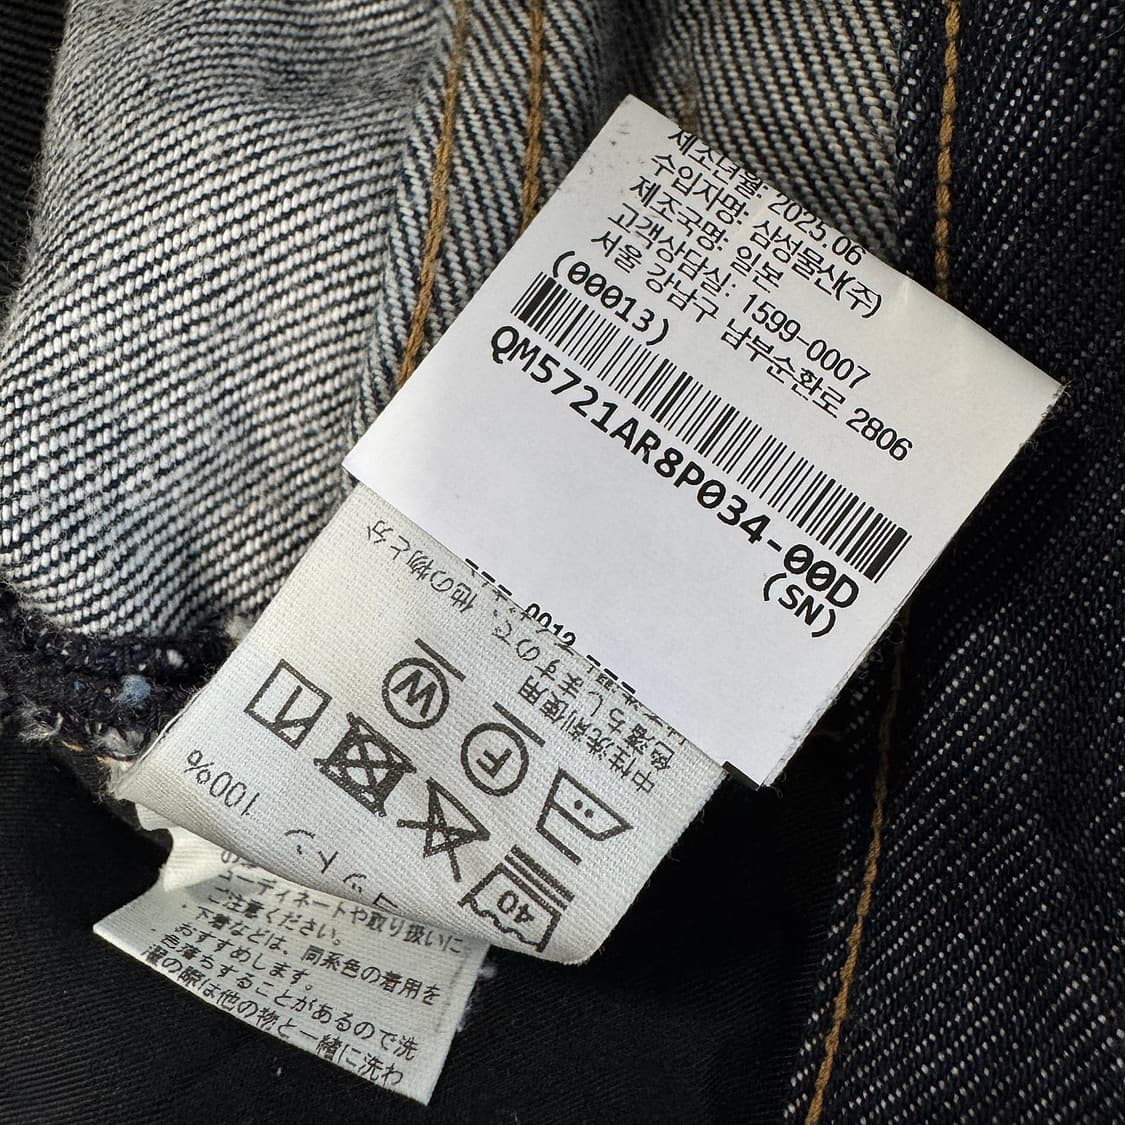 제조년월: 2025.06
수입자명: 삼성물산(주)
제조국명: 일본
고객상담실: 1599-0007
서울 강남구 남부순환로 2806
(00013)
QM5721AR8P034-00D
(SN)
0012
中性洗剤使用
色落ちしますので、他の物と分
40
F
W
100%
ユーディネートや取り扱いに
ご注意ください。
・下着などは、同系色の着用を
おすすめします。
・色落ちすることがあるので洗
濯の際は他の物と一緒に洗わ